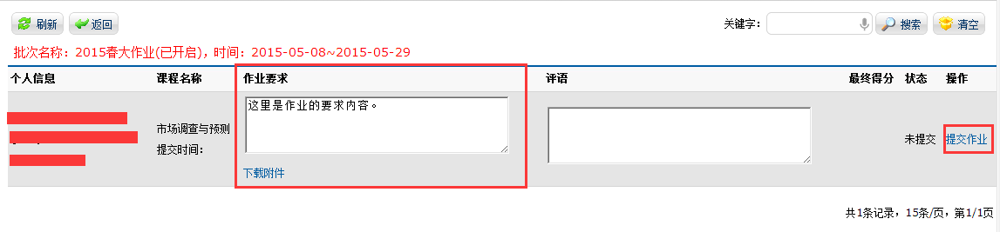 刷新 返回 关键字： 搜索 清空
批次名称：2015春大作业(已开启)，时间：2015-05-08~2015-05-29
个人信息 课程名称 作业要求 评语 最终得分 状态 操作
这里是作业的要求内容。
市场调查与预测
未提交 提交作业
提交时间：
下载附件
共1条记录，15条/页，第1/1页